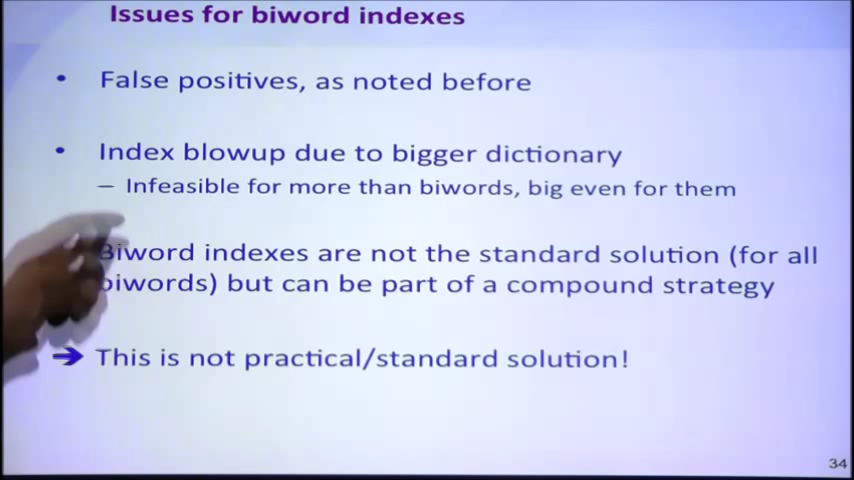 Issues for biword indexes
• False positives, as noted before
• Index blowup due to bigger dictionary
– Infeasible for more than biwords, big even for them
Biword indexes are not the standard solution (for all
biwords) but can be part of a compound strategy
➔ This is not practical/standard solution!
34